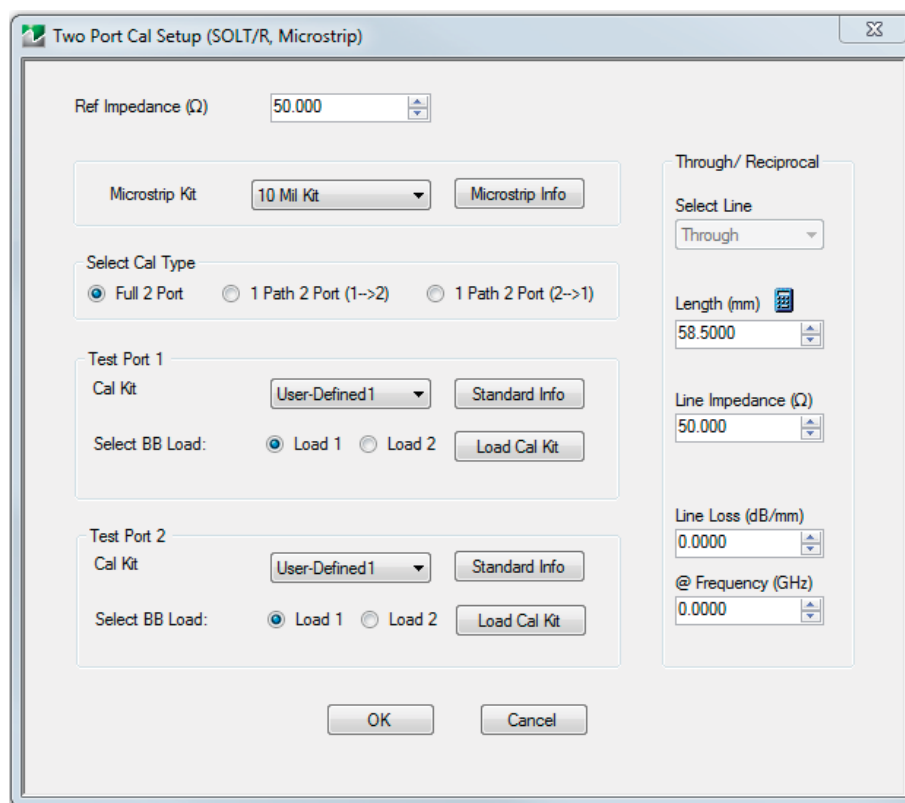 Two Port Cal Setup (SOLT/R, Microstrip)
Ref Impedance (Ω) 50.000
Microstrip Kit 10 Mil Kit Microstrip Info
Select Cal Type
Full 2 Port 1 Path 2 Port (1-->2) 1 Path 2 Port (2-->1)
Test Port 1
Cal Kit User-Defined1 Standard Info
Select BB Load: Load 1 Load 2 Load Cal Kit
Test Port 2
Cal Kit User-Defined1 Standard Info
Select BB Load: Load 1 Load 2 Load Cal Kit
Through/ Reciprocal
Select Line
Through
Length (mm)
58.5000
Line Impedance (Ω)
50.000
Line Loss (dB/mm)
0.0000
@ Frequency (GHz)
0.0000
OK Cancel